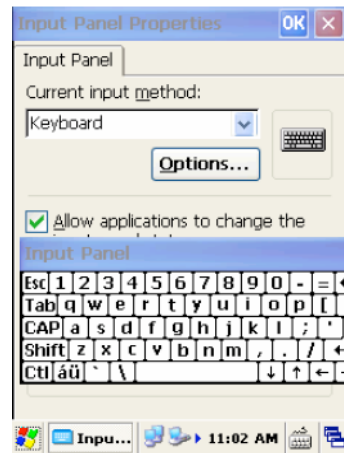 Input Panel Properties OK ×
Input Panel
Current input method:
Keyboard
Options...
Allow applications to change the
Input Panel
Esc 1 2 3 4 5 6 7 8 9 0 - =
Tab q w e r t y u i o p [
CAP a s d f g h j k l ; '
Shift z x c v b n m , . /
Ctl áü ` \ ↓ ↑ ←
Inpu... 11:02 AM